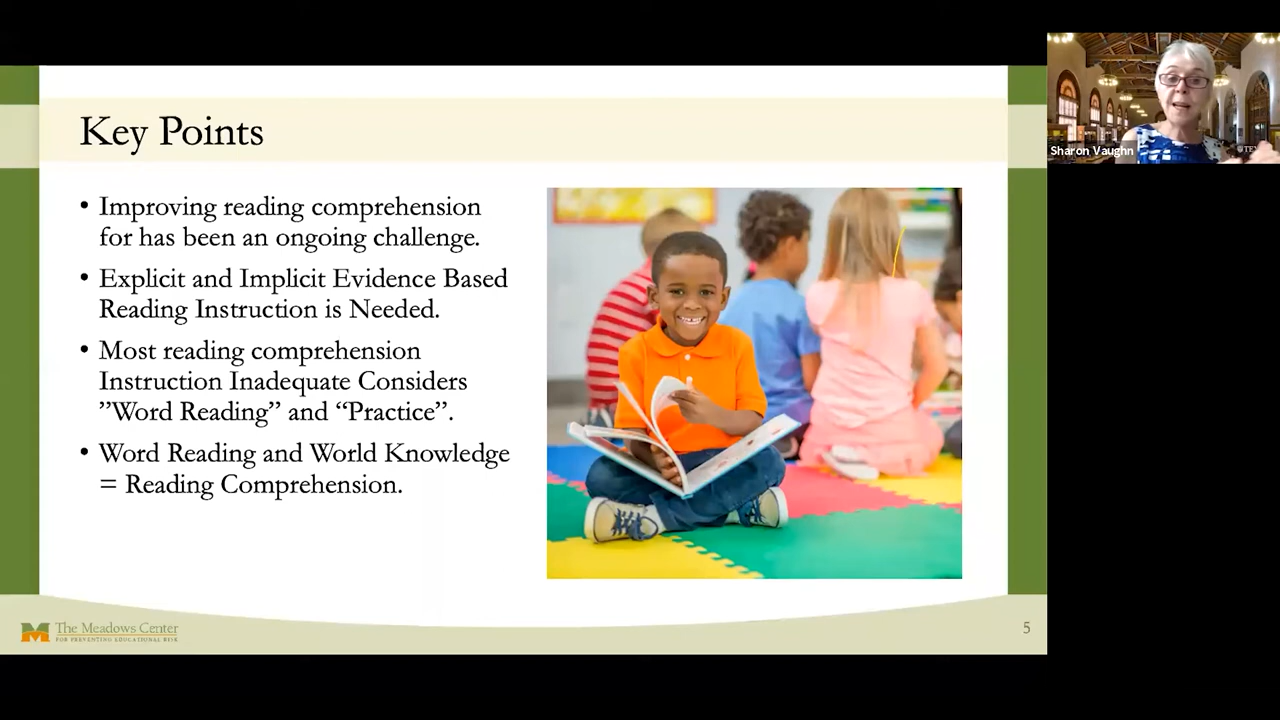 Key Points
• Improving reading comprehension
for has been an ongoing challenge.
• Explicit and Implicit Evidence Based
Reading Instruction is Needed.
• Most reading comprehension
Instruction Inadequate Considers
”Word Reading” and “Practice”.
• Word Reading and World Knowledge
= Reading Comprehension.
The Meadows Center
FOR PREVENTING EDUCATIONAL RISK
5
Sharon Vaughn